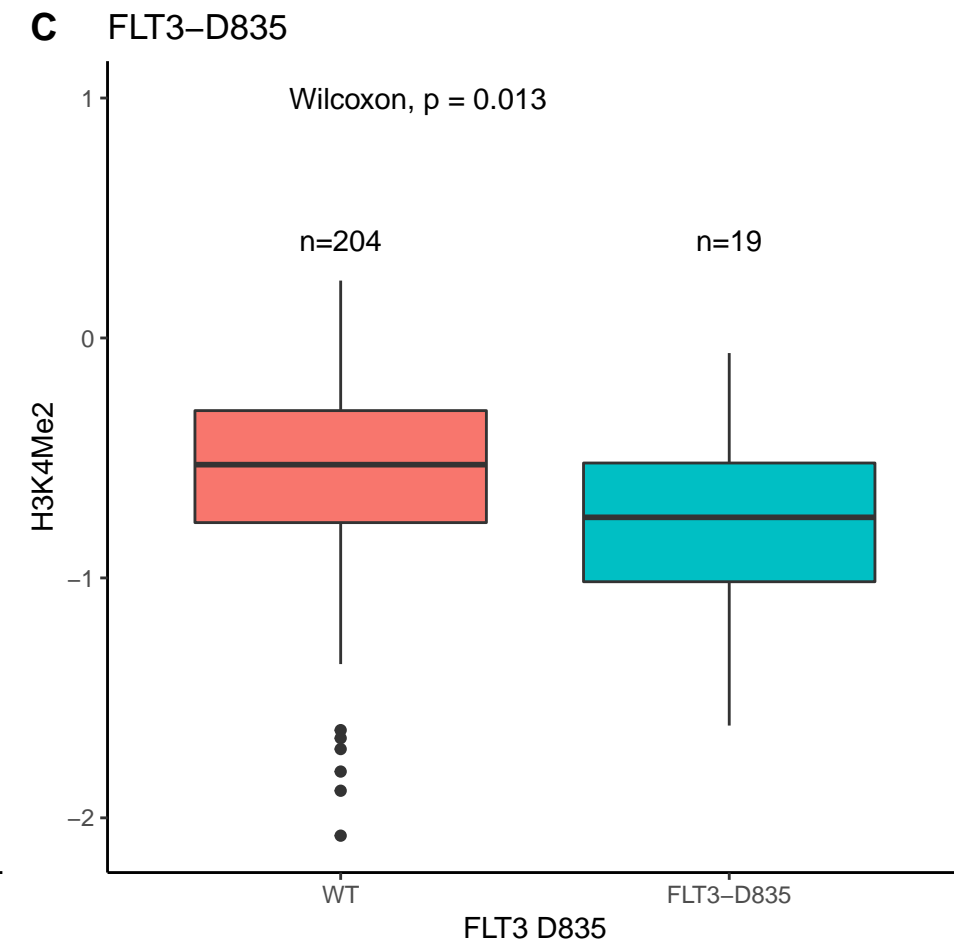 C FLT3−D835
Wilcoxon, p = 0.013
n=204 n=19
1
0
−1
−2
H3K4Me2
WT FLT3−D835
FLT3 D835